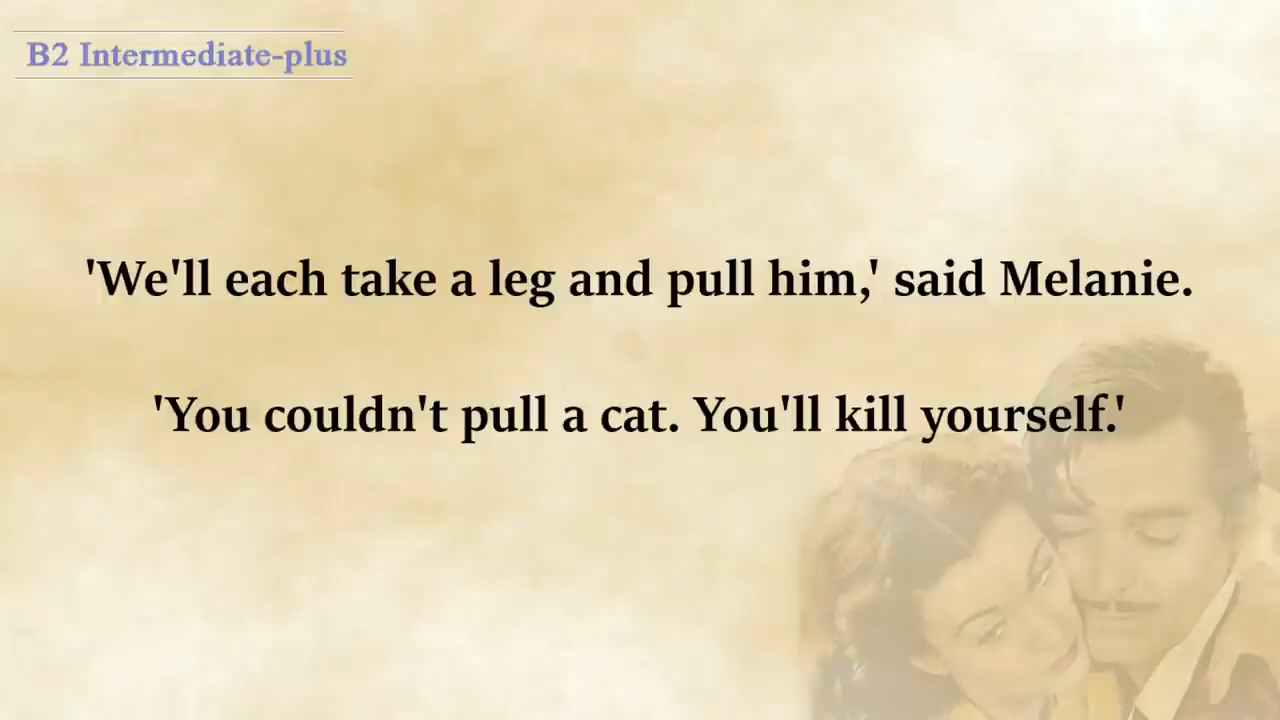 B2 Intermediate-plus
'We'll each take a leg and pull him,' said Melanie.
'You couldn't pull a cat. You'll kill yourself.'